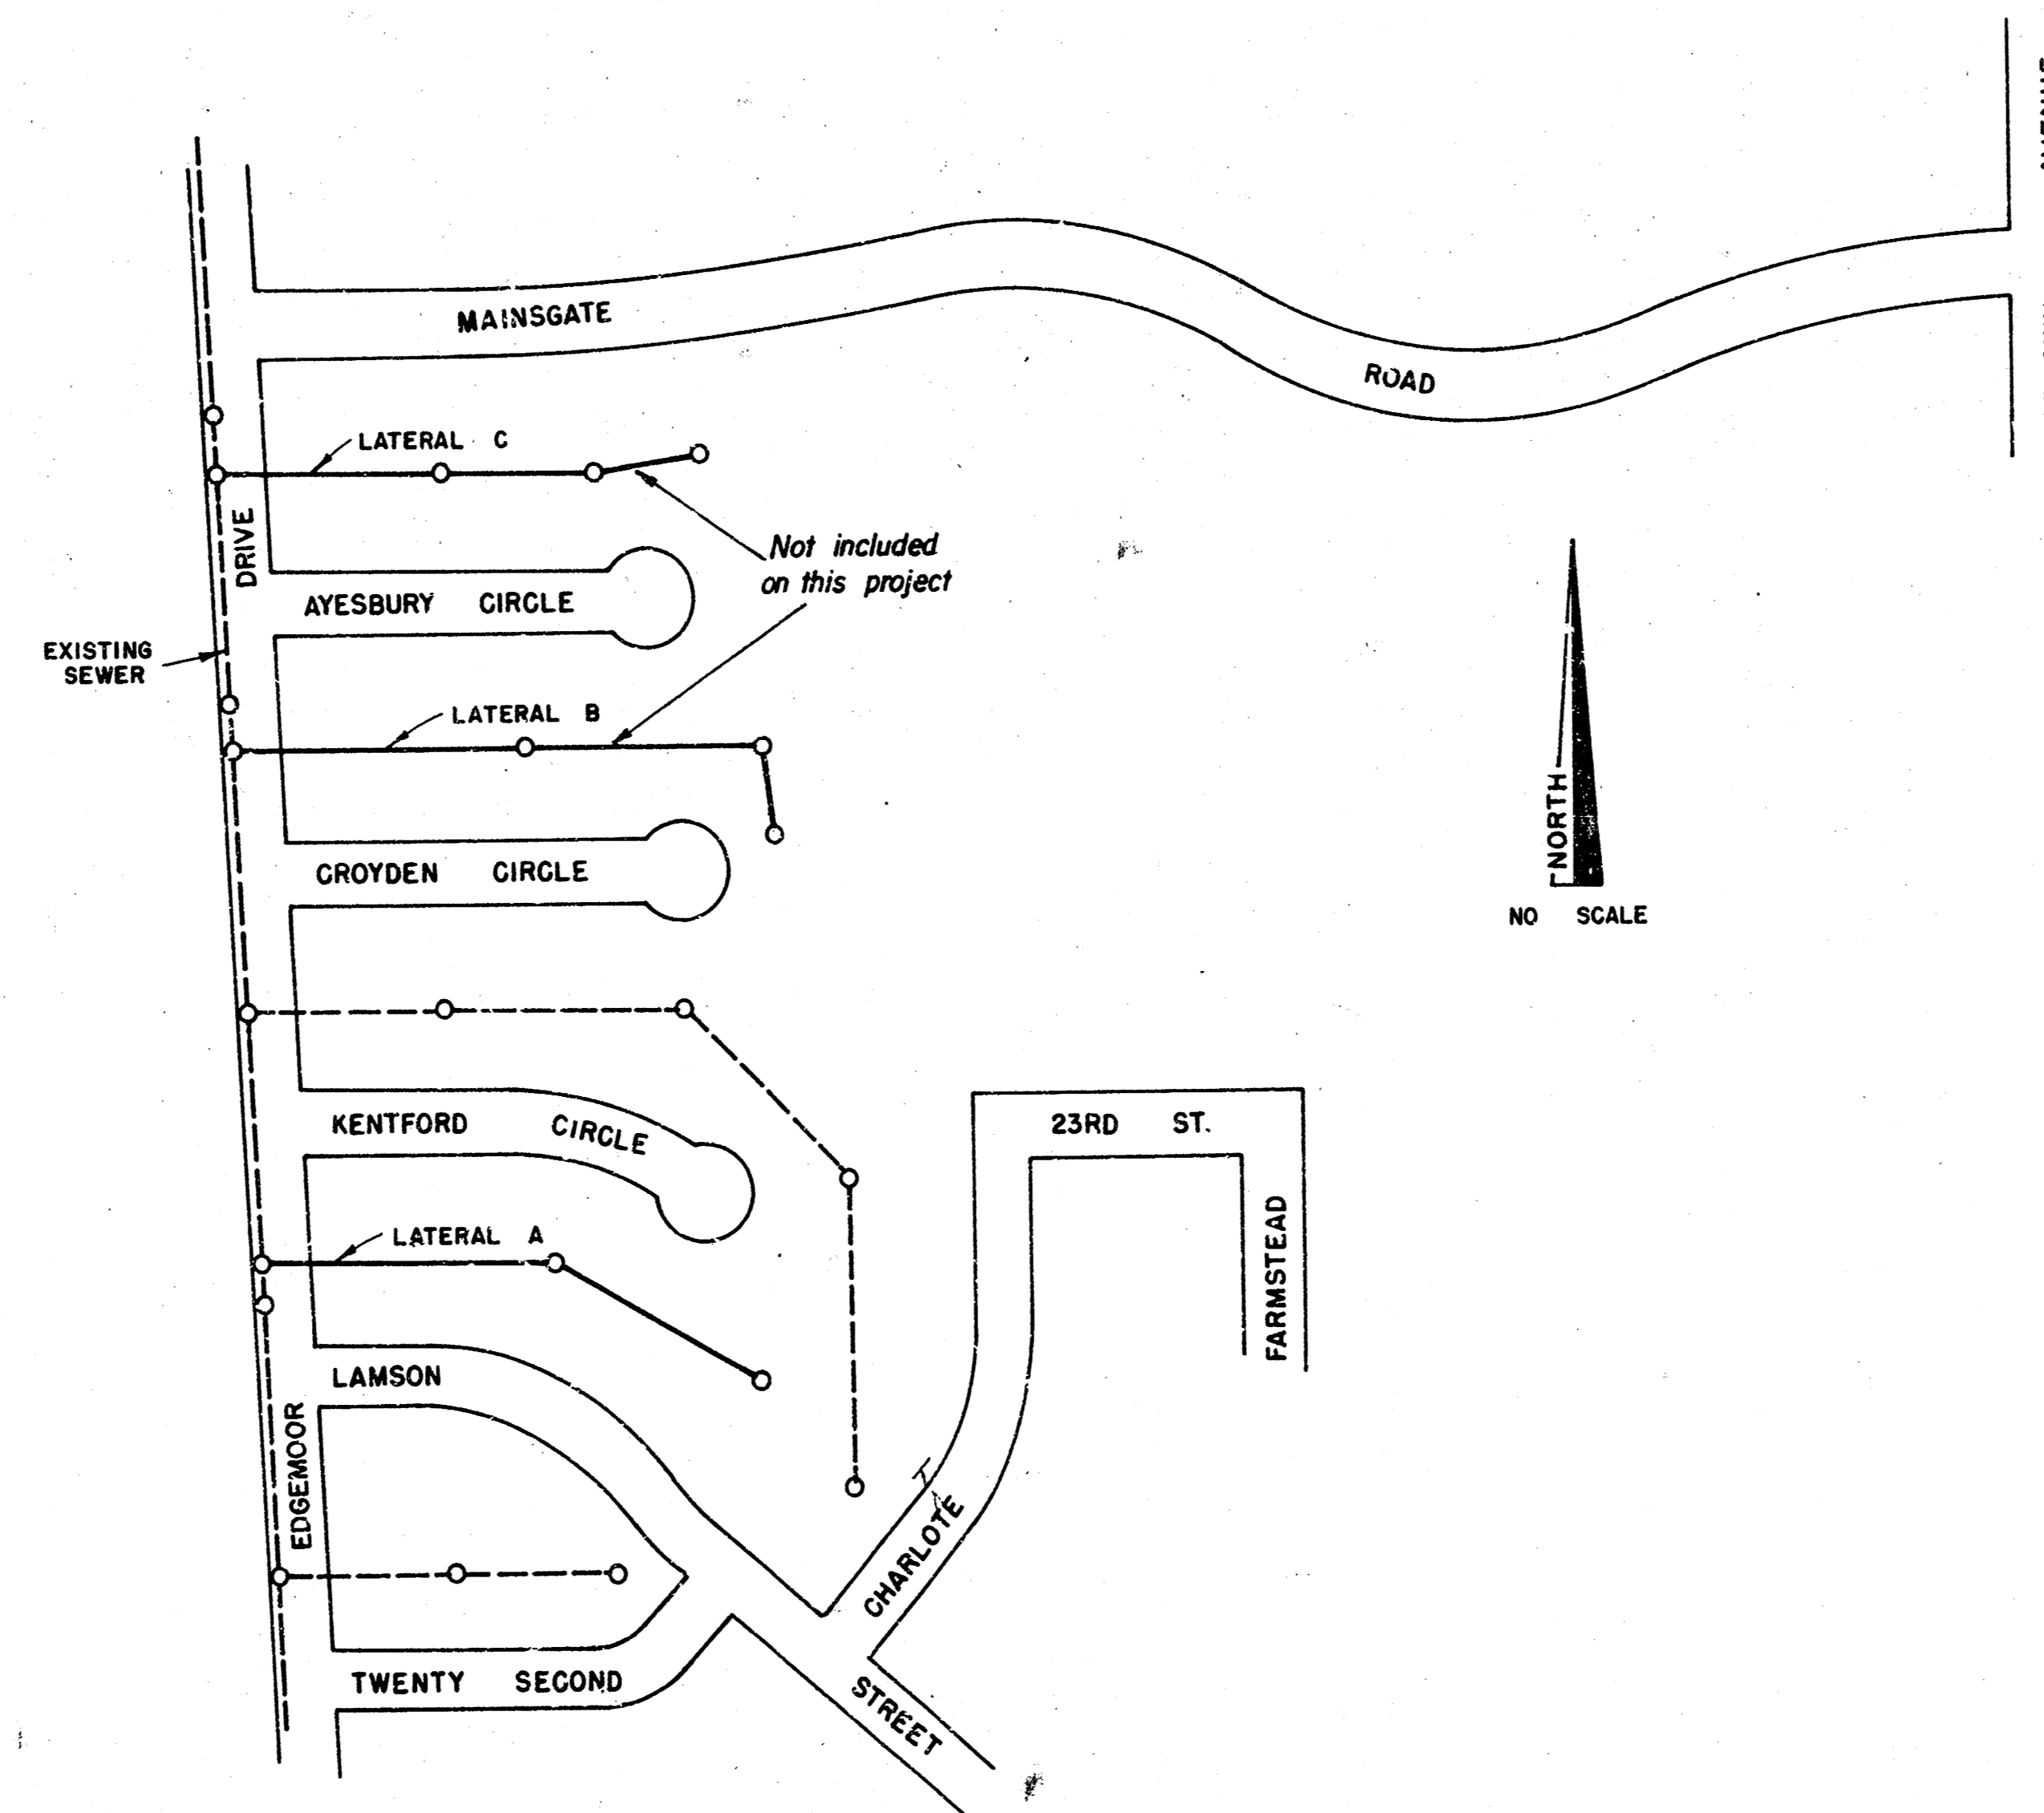 MAINSGATE
ROAD
LATERAL C
DRIVE
Not included
on this project
AYESBURY CIRCLE
EXISTING
SEWER
LATERAL B
CROYDEN CIRCLE
NORTH
NO SCALE
KENTFORD CIRCLE
23RD ST.
FARMSTEAD
LATERAL A
LAMSON
EDGEMOOR
CHARLOTE
T
TWENTY SECOND
STREET